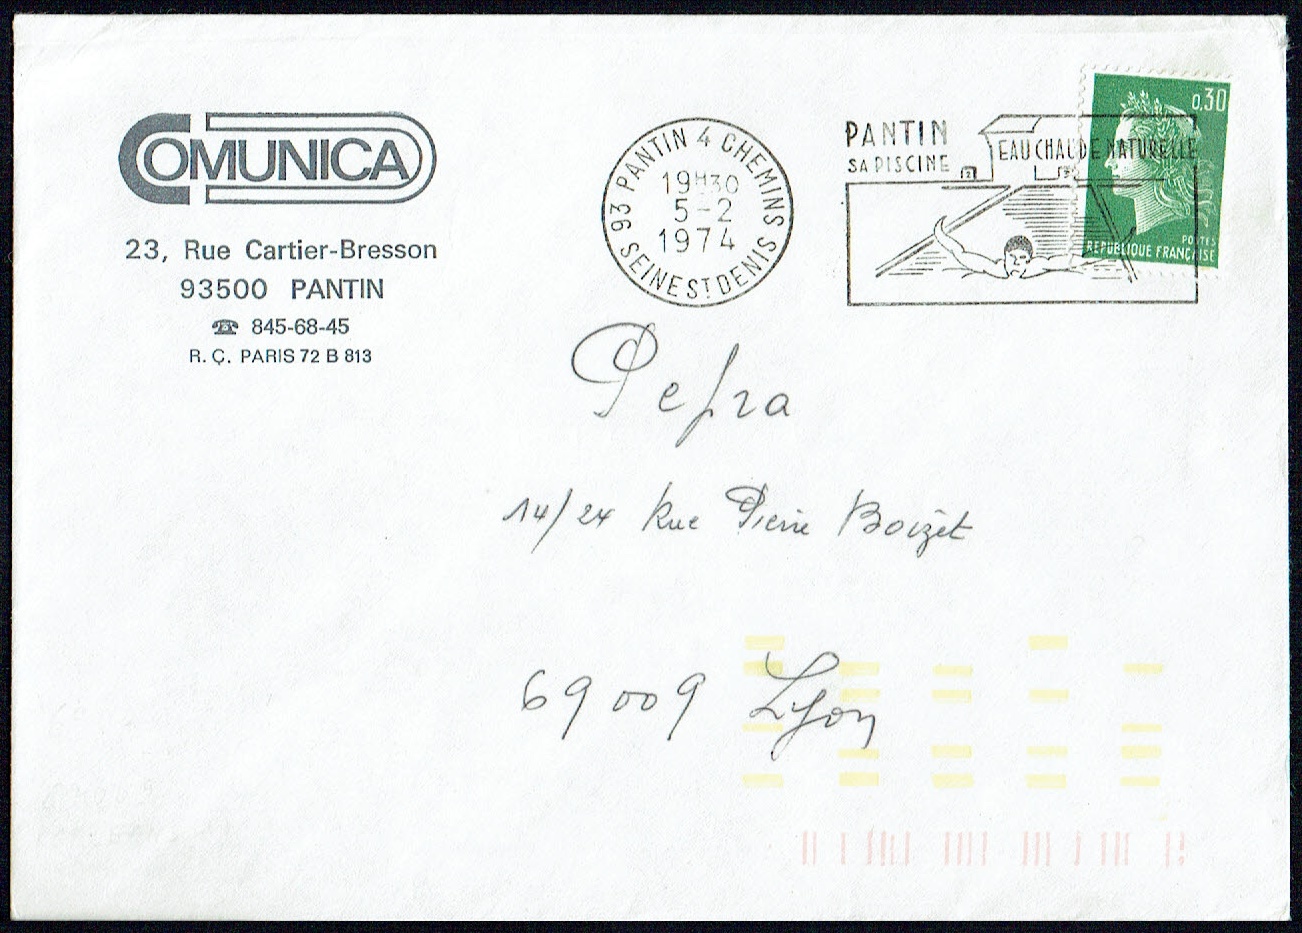 COMUNICA
23, Rue Cartier-Bresson
93500 PANTIN
☎ 845-68-45
R. Ç. PARIS 72 B 813
93 PANTIN 4 CHEMINS
19H30
5-2
1974
SEINE ST DENIS
PANTIN
SA PISCINE
EAU CHAUDE NATURELLE
0,30
POSTES
REPUBLIQUE FRANÇAISE
Pefra
14/24 Rue Pierre Boizet
69009 Lyon